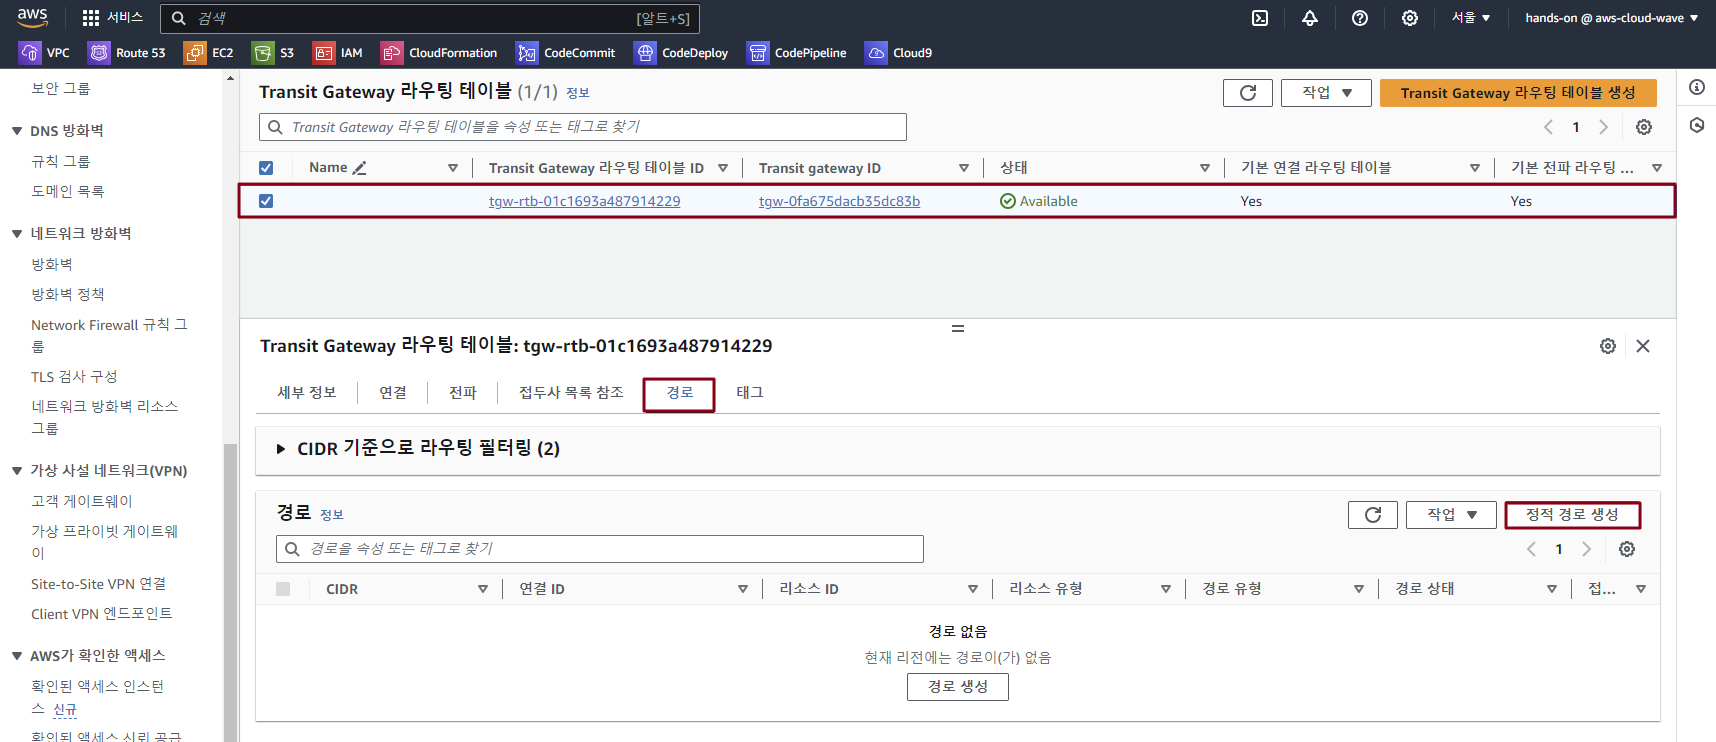 aws
서비스
검색
[알트+S]
서울 ▼
hands-on @ aws-cloud-wave ▼
VPC
Route 53
EC2
S3
IAM
CloudFormation
CodeCommit
CodeDeploy
CodePipeline
Cloud9
보안 그룹
▼ DNS 방화벽
규칙 그룹
도메인 목록
▼ 네트워크 방화벽
방화벽
방화벽 정책
Network Firewall 규칙 그
룹
TLS 검사 구성
네트워크 방화벽 리소스
그룹
▼ 가상 사설 네트워크(VPN)
고객 게이트웨이
가상 프라이빗 게이트웨
이
Site-to-Site VPN 연결
Client VPN 엔드포인트
▼ AWS가 확인한 액세스
확인된 액세스 인스턴
스 신규
확인된 액세스 신뢰 공급
Transit Gateway 라우팅 테이블 (1/1) 정보
작업 ▼
Transit Gateway 라우팅 테이블 생성
Transit Gateway 라우팅 테이블을 속성 또는 태그로 찾기
1
Name
Transit Gateway 라우팅 테이블 ID
Transit gateway ID
상태
기본 연결 라우팅 테이블
기본 전파 라우팅 ...
tgw-rtb-01c1693a487914229
tgw-0fa675dacb35dc83b
Available
Yes
Yes
Transit Gateway 라우팅 테이블: tgw-rtb-01c1693a487914229
세부 정보
연결
전파
접두사 목록 참조
경로
태그
▶ CIDR 기준으로 라우팅 필터링 (2)
경로 정보
작업 ▼
정적 경로 생성
경로을 속성 또는 태그로 찾기
1
CIDR
연결 ID
리소스 ID
리소스 유형
경로 유형
경로 상태
접...
경로 없음
현재 리전에는 경로이(가) 없음
경로 생성